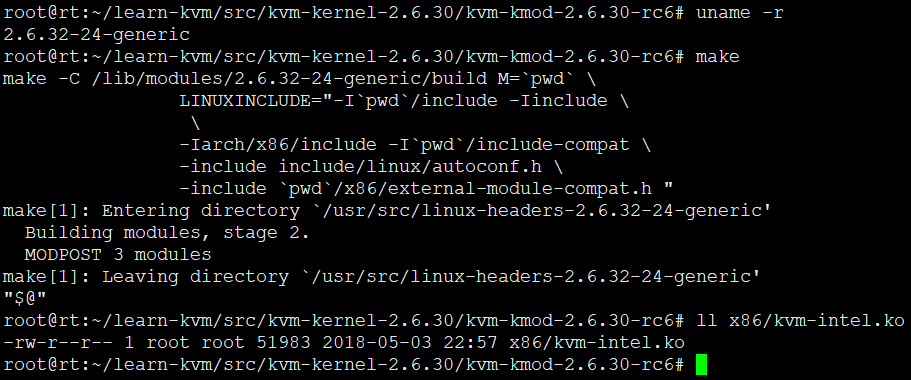 root@rt:~/learn-kvm/src/kvm-kernel-2.6.30/kvm-kmod-2.6.30-rc6# uname -r
2.6.32-24-generic
root@rt:~/learn-kvm/src/kvm-kernel-2.6.30/kvm-kmod-2.6.30-rc6# make
make -C /lib/modules/2.6.32-24-generic/build M=`pwd` \
                LINUXINCLUDE="-I`pwd`/include -Iinclude \
                 \
                -Iarch/x86/include -I`pwd`/include-compat \
                -include include/linux/autoconf.h \
                -include `pwd`/x86/external-module-compat.h "
make[1]: Entering directory `/usr/src/linux-headers-2.6.32-24-generic'
  Building modules, stage 2.
  MODPOST 3 modules
make[1]: Leaving directory `/usr/src/linux-headers-2.6.32-24-generic'
"$@"
root@rt:~/learn-kvm/src/kvm-kernel-2.6.30/kvm-kmod-2.6.30-rc6# ll x86/kvm-intel.ko
-rw-r--r-- 1 root root 51983 2018-05-03 22:57 x86/kvm-intel.ko
root@rt:~/learn-kvm/src/kvm-kernel-2.6.30/kvm-kmod-2.6.30-rc6#